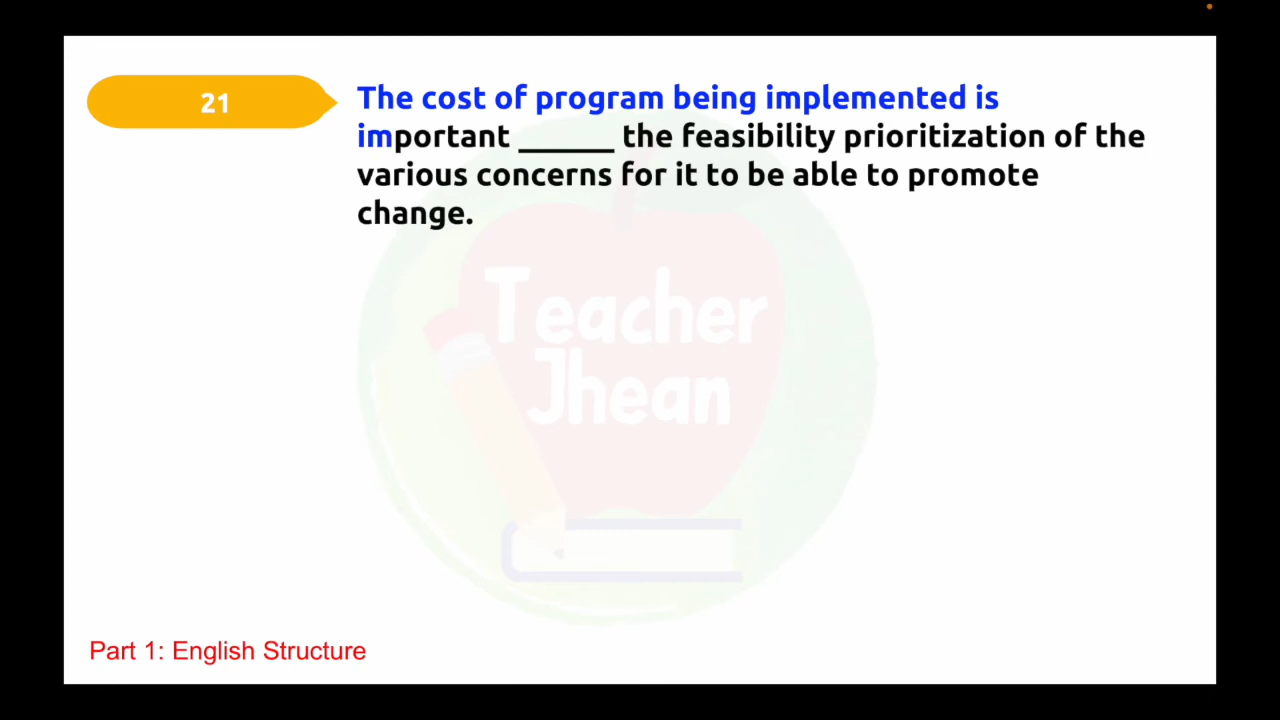 21
The cost of program being implemented is
important ______ the feasibility prioritization of the
various concerns for it to be able to promote
change.
Teacher
Jhean
Part 1: English Structure